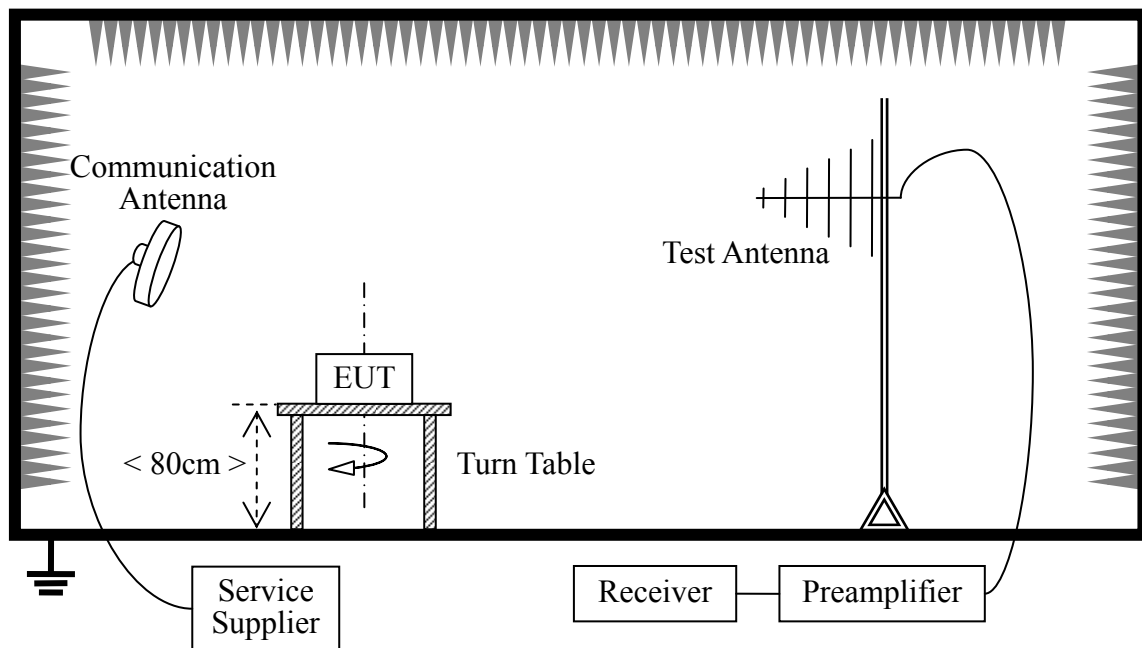 Communication
Antenna
Test Antenna
EUT
< 80cm >
Turn Table
Service
Supplier
Receiver
Preamplifier